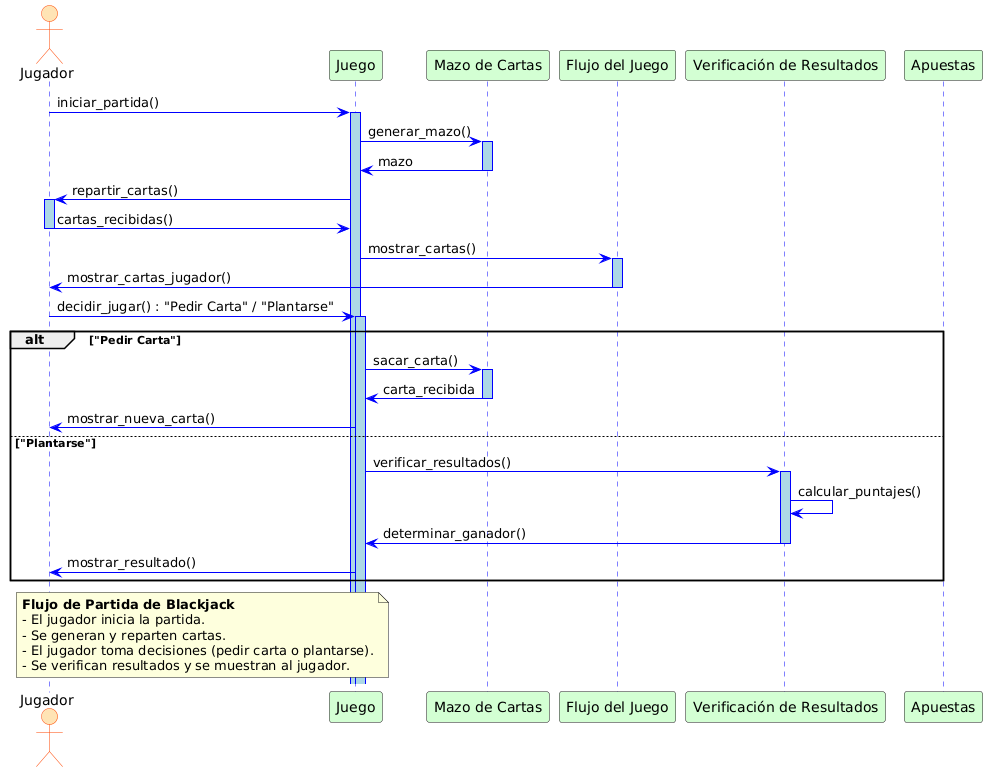 Jugador
Juego
Mazo de Cartas
Flujo del Juego
Verificación de Resultados
Apuestas
iniciar_partida()
generar_mazo()
mazo
repartir_cartas()
cartas_recibidas()
mostrar_cartas()
mostrar_cartas_jugador()
decidir_jugar() : "Pedir Carta" / "Plantarse"
alt ["Pedir Carta"]
sacar_carta()
carta_recibida
mostrar_nueva_carta()
["Plantarse"]
verificar_resultados()
calcular_puntajes()
determinar_ganador()
mostrar_resultado()
Flujo de Partida de Blackjack
- El jugador inicia la partida.
- Se generan y reparten cartas.
- El jugador toma decisiones (pedir carta o plantarse).
- Se verifican resultados y se muestran al jugador.
Jugador
Juego
Mazo de Cartas
Flujo del Juego
Verificación de Resultados
Apuestas